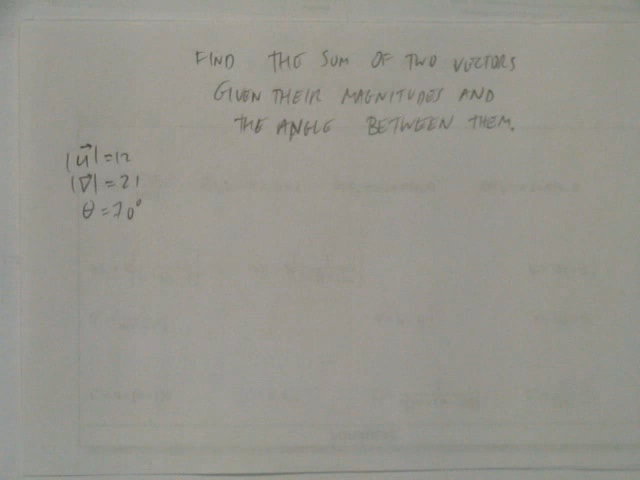 FIND THE SUM OF TWO VECTORS
GIVEN THEIR MAGNITUDES AND
THE ANGLE BETWEEN THEM.
|u⃗|=12
|v⃗|=21
θ=70°